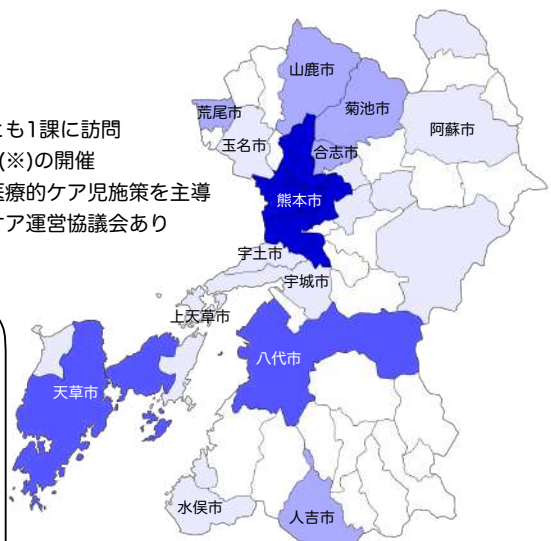 とも1課に訪問
(※)の開催
医療的ケア児施策を主導
ケア運営協議会あり
山鹿市
荒尾市
菊池市
玉名市
合志市
阿蘇市
熊本市
宇土市
宇城市
上天草市
八代市
天草市
水俣市
人吉市